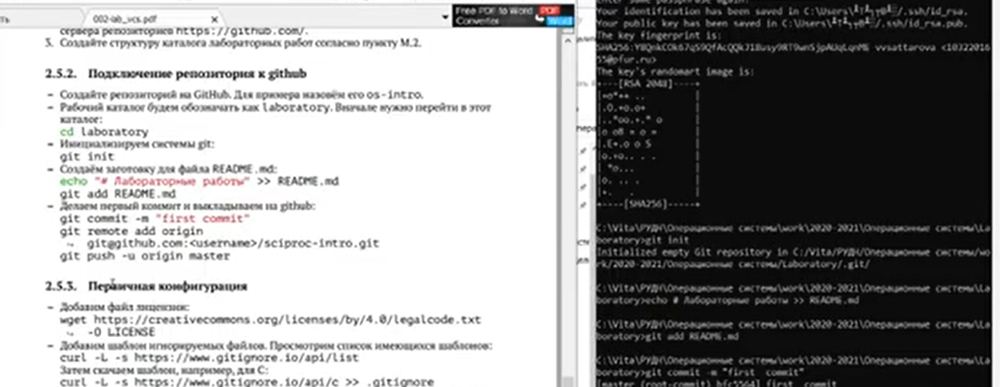 ть
002-lab_vcs.pdf
Free PDF to Word
Converter
PDF
Word
сервера репозиториев https://github.com/.
3. Создайте структуру каталога лабораторных работ согласно пункту М.2.
2.5.2. Подключение репозитория к github
– Создайте репозиторий на GitHub. Для примера назовём его os-intro.
– Рабочий каталог будем обозначать как laboratory. Вначале нужно перейти в этот
каталог:
cd laboratory
– Инициализируем системы git:
git init
– Создаём заготовку для файла README.md:
echo "# Лабораторные работы" >> README.md
git add README.md
– Делаем первый коммит и выкладываем на github:
git commit -m "first commit"
git remote add origin
git@github.com:<username>/sciproc-intro.git
git push -u origin master
2.5.3. Первичная конфигурация
– Добавим файл лицензии:
wget https://creativecommons.org/licenses/by/4.0/legalcode.txt
-O LICENSE
– Добавим шаблон игнорируемых файлов. Просмотрим список имеющихся шаблонов:
curl -L -s https://www.gitignore.io/api/list
Затем скачаем шаблон, например, для C:
curl -L -s https://www.gitignore.io/api/c >> .gitignore
Your identification has been saved in C:\Users\
/.ssh/id_rsa.
Your public key has been saved in C:\Users\
/.ssh/id_rsa.pub.
The key fingerprint is:
vvsattarova <10322016
55@pfur.ru>
The key's randomart image is:
+---[RSA 2048]----+
+----[SHA256]-----+
C:\Vita\РУДН\Операционные системы\work\2020-2021\Операционные системы\La
boratory>git init
Initialized empty Git repository in C:/Vita/РУДН/Операционные системы/wo
rk/2020-2021/Операционные системы/Laboratory/.git/
C:\Vita\РУДН\Операционные системы\work\2020-2021\Операционные системы\La
boratory>echo # Лабораторные работы >> README.md
C:\Vita\РУДН\Операционные системы\work\2020-2021\Операционные системы\La
boratory>git add README.md
C:\Vita\РУДН\Операционные системы\work\2020-2021\Операционные системы\La
boratory>git commit -m "first commit"
[master (root-commit) bfc5564] first commit